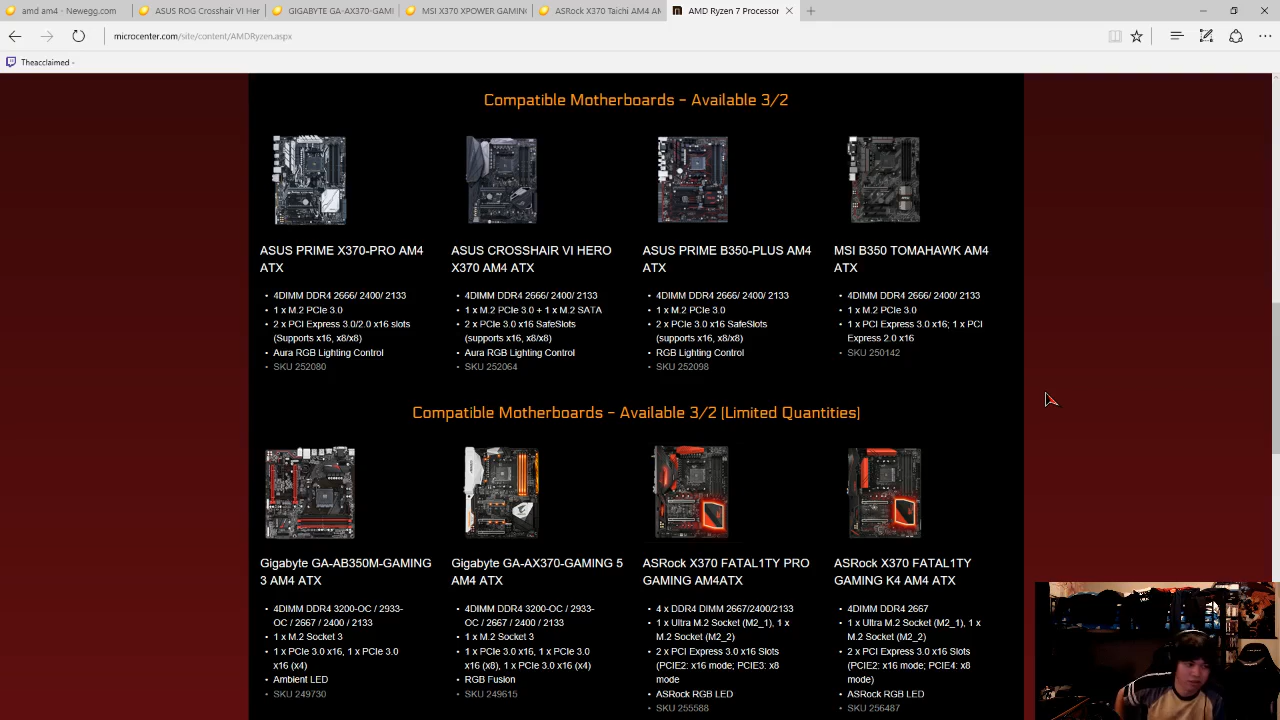 amd am4 - Newegg.com
ASUS ROG Crosshair VI Her
GIGABYTE GA-AX370-GAMI
MSI X370 XPOWER GAMING
ASRock X370 Taichi AM4 AM
AMD Ryzen 7 Processor
microcenter.com/site/content/AMDRyzen.aspx
Theacclaimed -
Compatible Motherboards - Available 3/2
ASUS PRIME X370-PRO AM4
ATX
• 4DIMM DDR4 2666/ 2400/ 2133
• 1 x M.2 PCIe 3.0
• 2 x PCI Express 3.0/2.0 x16 slots
(Supports x16, x8/x8)
• Aura RGB Lighting Control
• SKU 252080
ASUS CROSSHAIR VI HERO
X370 AM4 ATX
• 4DIMM DDR4 2666/ 2400/ 2133
• 1 x M.2 PCIe 3.0 + 1 x M.2 SATA
• 2 x PCIe 3.0 x16 SafeSlots
(supports x16, x8/x8)
• Aura RGB Lighting Control
• SKU 252064
ASUS PRIME B350-PLUS AM4
ATX
• 4DIMM DDR4 2666/ 2400/ 2133
• 1 x M.2 PCIe 3.0
• 2 x PCIe 3.0 x16 SafeSlots
(supports x16, x8/x8)
• RGB Lighting Control
• SKU 252098
MSI B350 TOMAHAWK AM4
ATX
• 4DIMM DDR4 2666/ 2400/ 2133
• 1 x M.2 PCIe 3.0
• 1 x PCI Express 3.0 x16; 1 x PCI
Express 2.0 x16
• SKU 250142
Compatible Motherboards - Available 3/2 [Limited Quantities]
Gigabyte GA-AB350M-GAMING
3 AM4 ATX
• 4DIMM DDR4 3200-OC / 2933-
OC / 2667 / 2400 / 2133
• 1 x M.2 Socket 3
• 1 x PCIe 3.0 x16, 1 x PCIe 3.0
x16 (x4)
• Ambient LED
• SKU 249730
Gigabyte GA-AX370-GAMING 5
AM4 ATX
• 4DIMM DDR4 3200-OC / 2933-
OC / 2667 / 2400 / 2133
• 1 x M.2 Socket 3
• 1 x PCIe 3.0 x16, 1 x PCIe 3.0
x16 (x8), 1 x PCIe 3.0 x16 (x4)
• RGB Fusion
• SKU 249615
ASRock X370 FATAL1TY PRO
GAMING AM4ATX
• 4 x DDR4 DIMM 2667/2400/2133
• 1 x Ultra M.2 Socket (M2_1), 1 x
M.2 Socket (M2_2)
• 2 x PCI Express 3.0 x16 Slots
(PCIE2: x16 mode; PCIE3: x8
mode
• ASRock RGB LED
• SKU 255588
ASRock X370 FATAL1TY
GAMING K4 AM4 ATX
• 4DIMM DDR4 2667
• 1 x Ultra M.2 Socket (M2_1), 1 x
M.2 Socket (M2_2)
• 2 x PCI Express 3.0 x16 Slots
(PCIE2: x16 mode; PCIE4: x8
mode)
• ASRock RGB LED
• SKU 256487